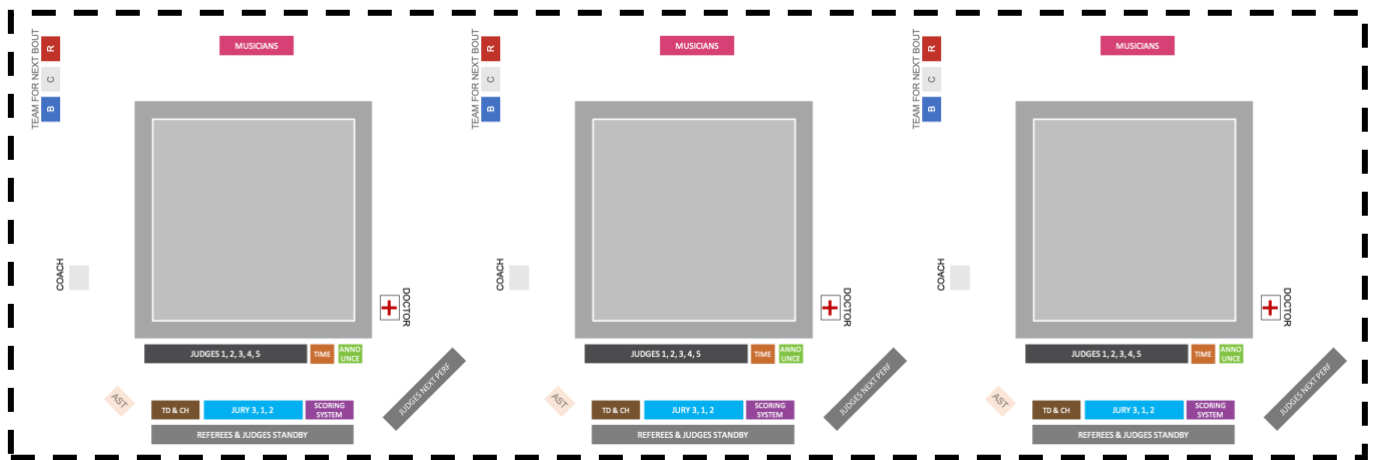 TEAM FOR NEXT BOUT
R
C
B
MUSICIANS
COACH
DOCTOR
JUDGES 1, 2, 3, 4, 5
TIME
ANNO
UNCE
AST
TD & CH
JURY 3, 1, 2
SCORING
SYSTEM
JUDGES NEXT PERF
REFEREES & JUDGES STANDBY
TEAM FOR NEXT BOUT
R
C
B
MUSICIANS
COACH
DOCTOR
JUDGES 1, 2, 3, 4, 5
TIME
ANNO
UNCE
AST
TD & CH
JURY 3, 1, 2
SCORING
SYSTEM
JUDGES NEXT PERF
REFEREES & JUDGES STANDBY
TEAM FOR NEXT BOUT
R
C
B
MUSICIANS
COACH
DOCTOR
JUDGES 1, 2, 3, 4, 5
TIME
ANNO
UNCE
AST
TD & CH
JURY 3, 1, 2
SCORING
SYSTEM
JUDGES NEXT PERF
REFEREES & JUDGES STANDBY